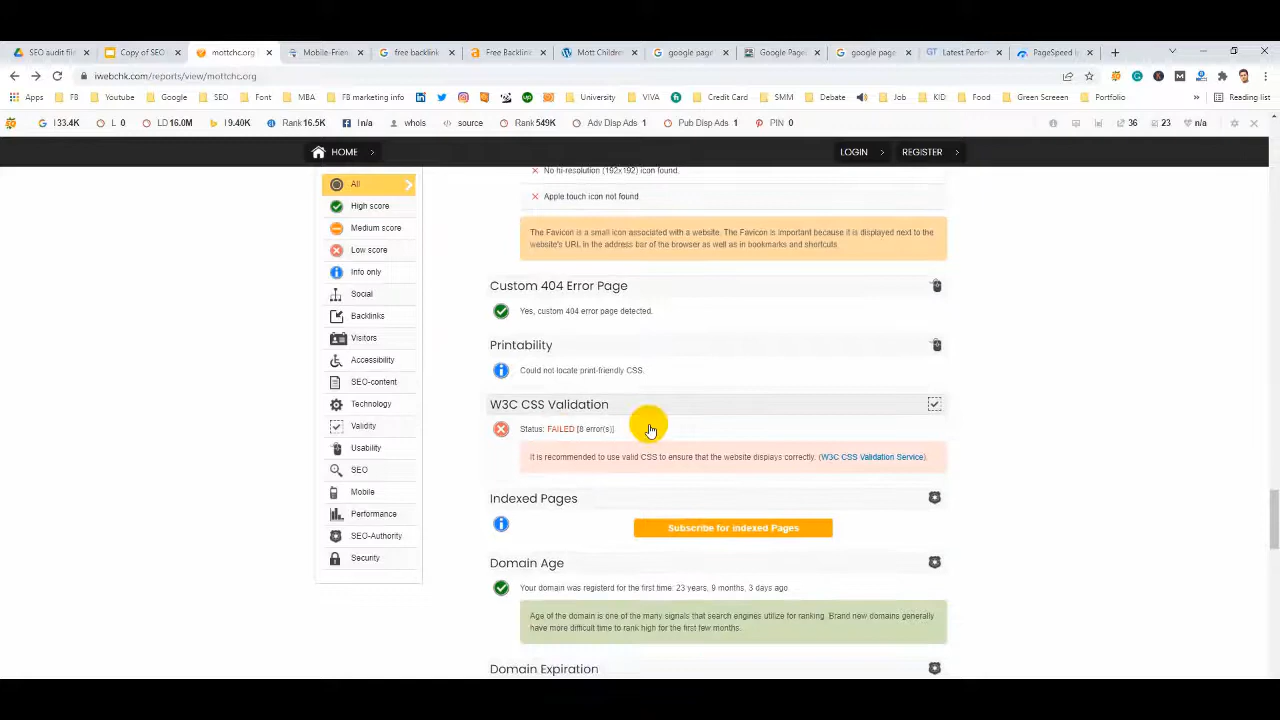 SEO audit fil
Copy of SEO
mottchc.org
Mobile-Frien
free backlink
Free Backlin
Mott Children
google page
Google Page
google page
Latest Perfor
PageSpeed In
iwebchk.com/reports/view/mottchc.org
Apps
FB
Youtube
Google
SEO
Font
MBA
FB marketing info
University
VIVA
Credit Card
SMM
Debate
Job
KID
Food
Green Screeen
Portfolio
»
Reading list
I 33.4K
L 0
LD 16.0M
I 9.40K
Rank 16.5K
I n/a
whois
source
Rank 549K
Adv Disp Ads 1
Pub Disp Ads 1
PIN 0
36
23
n/a
HOME
LOGIN
REGISTER
All
High score
Medium score
Low score
Info only
Social
Backlinks
Visitors
Accessibility
SEO-content
Technology
Validity
Usability
SEO
Mobile
Performance
SEO-Authority
Security
No hi-resolution (192x192) icon found.
Apple touch icon not found
The Favicon is a small icon associated with a website. The Favicon is important because it is displayed next to the
website's URL in the address bar of the browser as well as in bookmarks and shortcuts.
Custom 404 Error Page
Yes, custom 404 error page detected.
Printability
Could not locate print-friendly CSS.
W3C CSS Validation
Status: FAILED [8 error(s)]
It is recommended to use valid CSS to ensure that the website displays correctly. (W3C CSS Validation Service).
Indexed Pages
Subscribe for Indexed Pages
Domain Age
Your domain was registerd for the first time: 23 years, 9 months, 3 days ago
Age of the domain is one of the many signals that search engines utilize for ranking. Brand new domains generally
have more difficult time to rank high for the first few months.
Domain Expiration